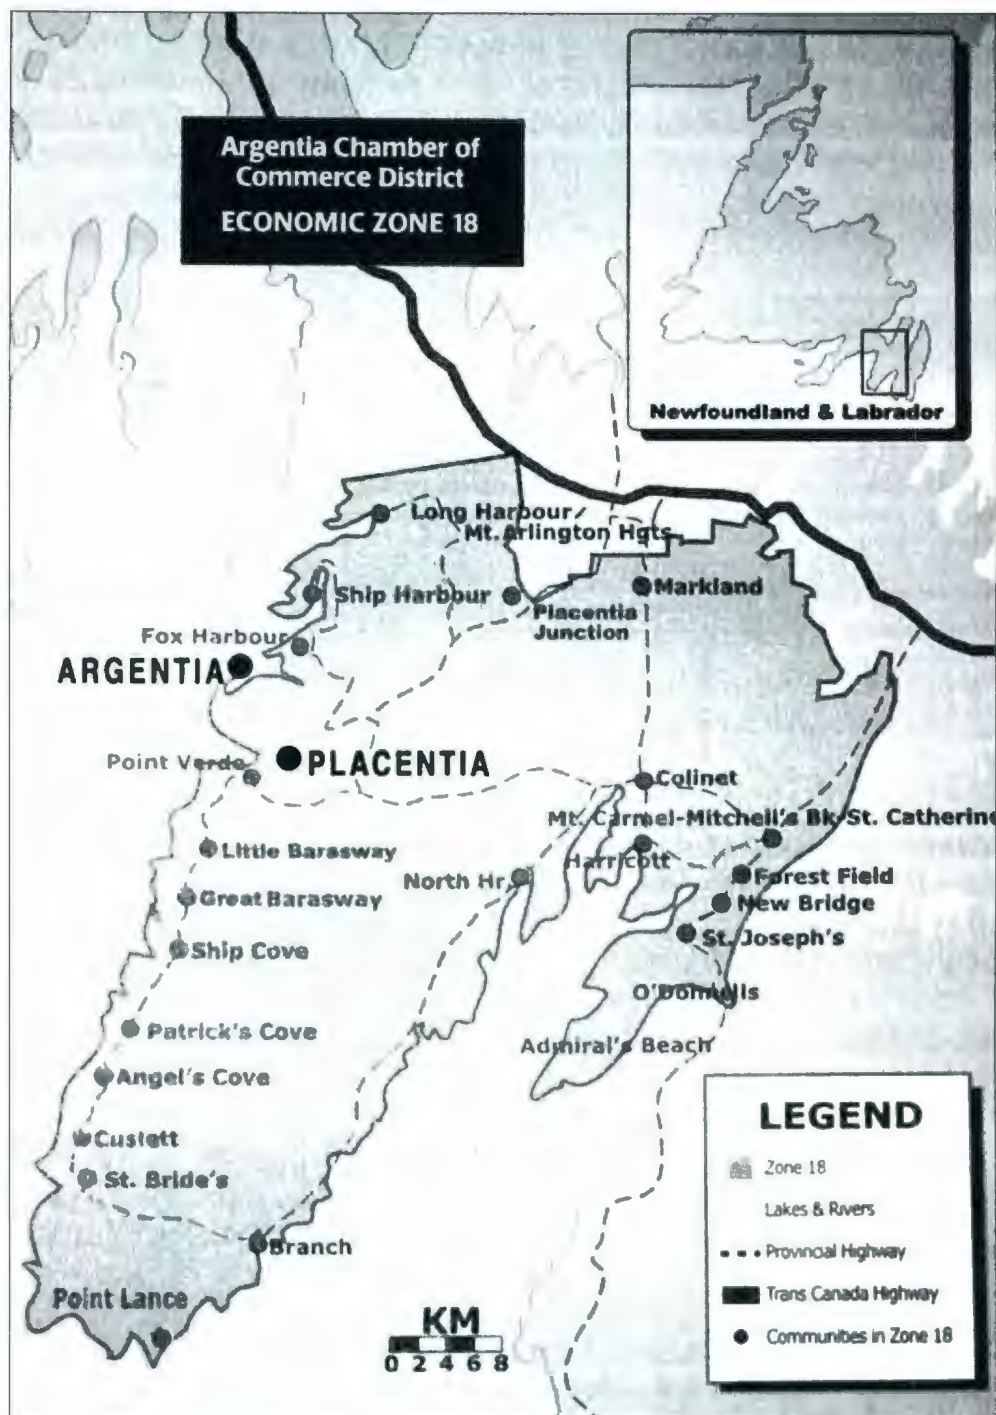 Argentia Chamber of
Commerce District
ECONOMIC ZONE 18
Newfoundland & Labrador
Long Harbour/
Mt. Arlington Hgts
Ship Harbour
Placentia
Junction
Markland
Fox Harbour
ARGENTIA
Point Verde
PLACENTIA
Colinet
Mt. Carmel-Mitchell's Bk-St. Catherine
Harricott
Little Barasway
North Hr.
Forest Field
Great Barasway
New Bridge
Ship Cove
St. Joseph's
O'Donnells
Patrick's Cove
Admiral's Beach
Angel's Cove
Cuslett
St. Bride's
Branch
Point Lance
KM
0 2 4 6 8
LEGEND
Zone 18
Lakes & Rivers
Provincial Highway
Trans Canada Highway
Communities in Zone 18